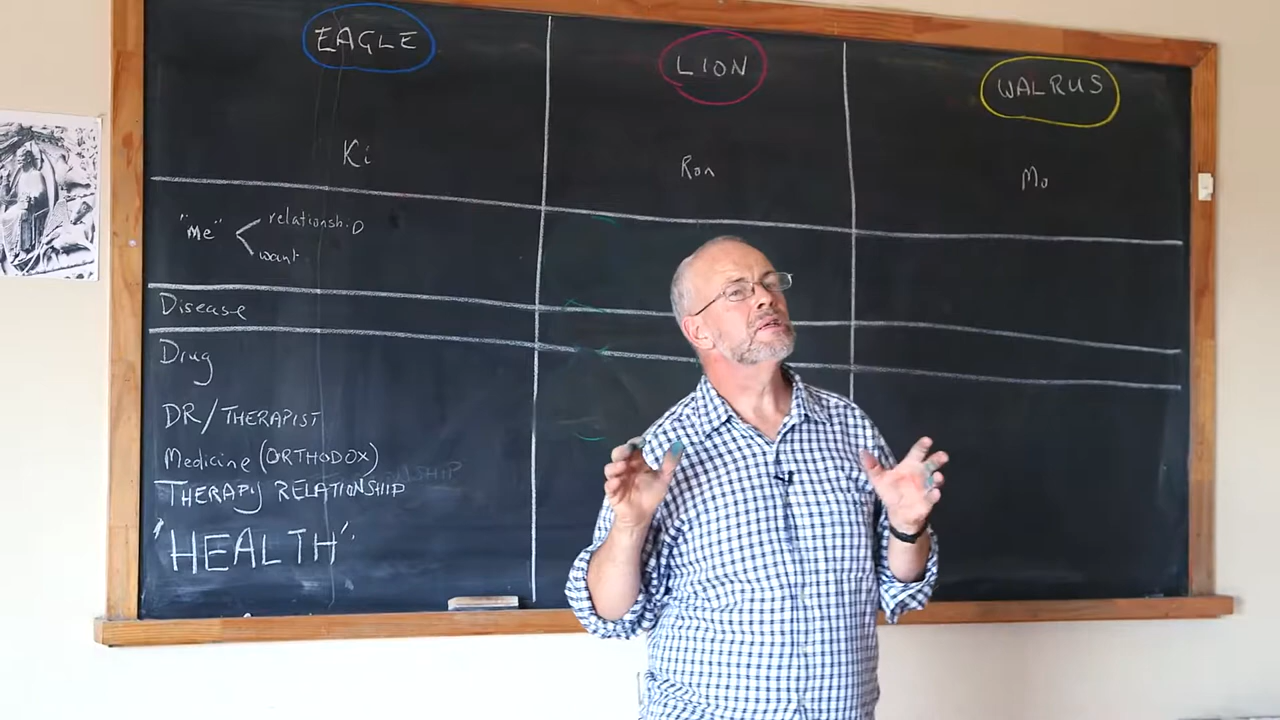 EAGLE
LION
WALRUS
Ki
Ron
Mo
"Me"
relationship
want
Disease
Drug
DR/THERAPIST
Medicine (ORTHODOX)
THERAPY RELATIONSHIP
"HEALTH".